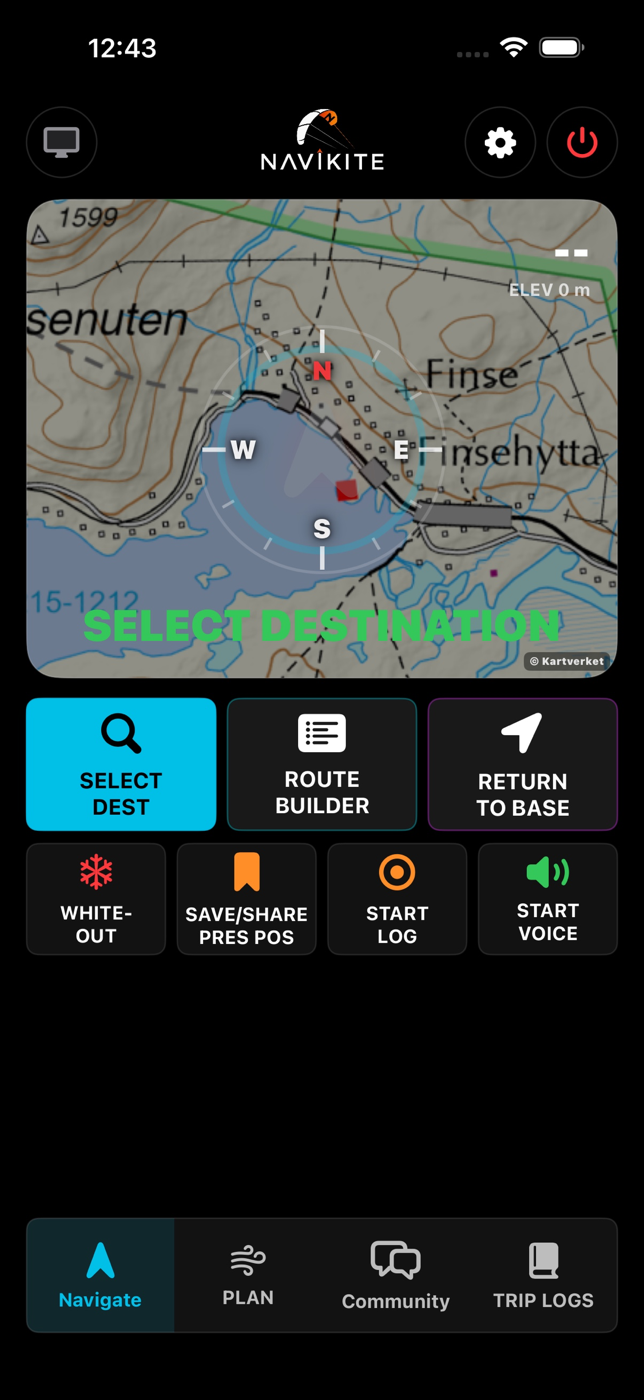 12:43
NAVIKITE
1599
--
ELEV 0 m
senuten
N
Finse
W
E
Finsehytta
S
15-1212
SELECT DESTINATION
© Kartverket
SELECT
DEST
ROUTE
BUILDER
RETURN
TO BASE
WHITE-
OUT
SAVE/SHARE
PRES POS
START
LOG
START
VOICE
Navigate
PLAN
Community
TRIP LOGS